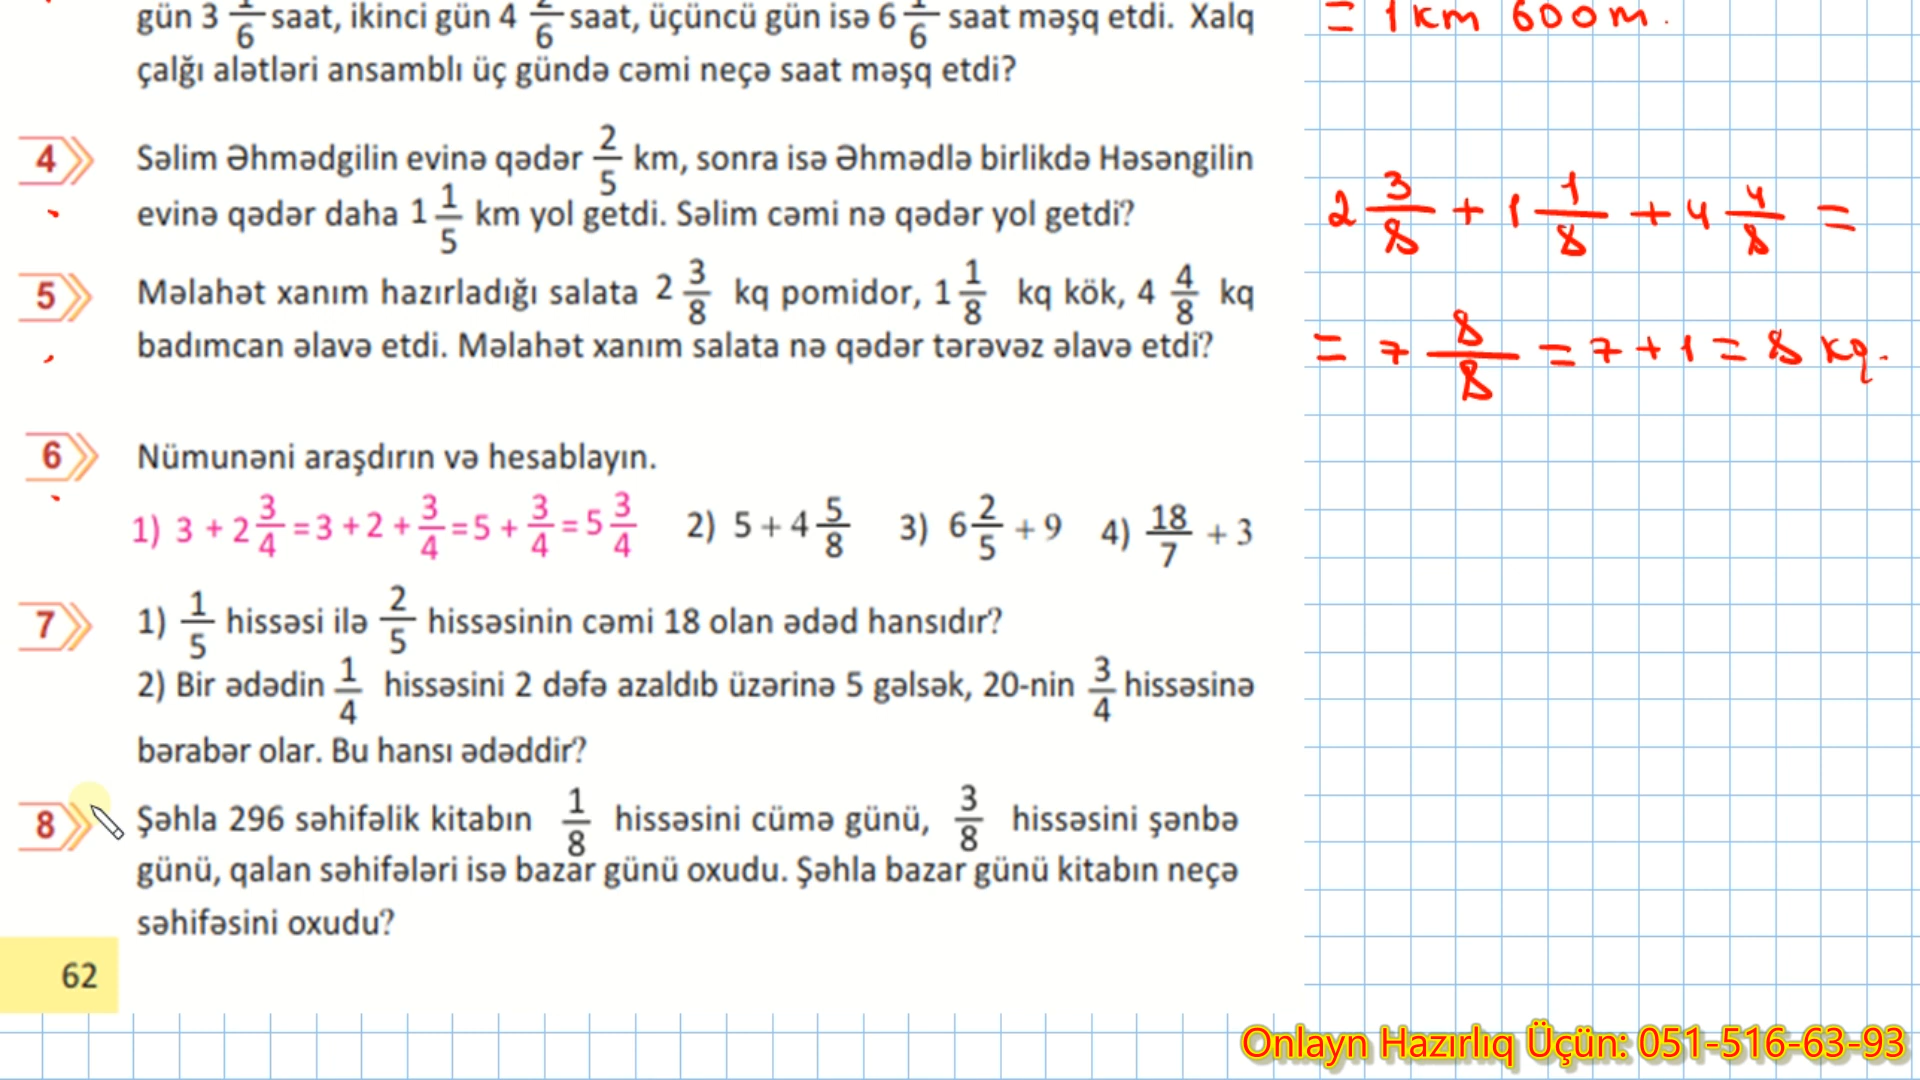 gün 3 1/6 saat, ikinci gün 4 2/6 saat, üçüncü gün isə 6 1/6 saat məşq etdi. Xalq
çalğı alətləri ansamblı üç gündə cəmi neçə saat məşq etdi?
4 Səlim Əhmədgilin evinə qədər 2/5 km, sonra isə Əhmədlə birlikdə Həsəngilin
evinə qədər daha 1 1/5 km yol getdi. Səlim cəmi nə qədər yol getdi?
5 Məlahət xanım hazırladığı salata 2 3/8 kq pomidor, 1 1/8 kq kök, 4 4/8 kq
badımcan əlavə etdi. Məlahət xanım salata nə qədər tərəvəz əlavə etdi?
6 Nümunəni araşdırın və hesablayın.
1) 3 + 2 3/4 = 3 + 2 + 3/4 = 5 + 3/4 = 5 3/4 2) 5 + 4 5/8 3) 6 2/5 + 9 4) 18/7 + 3
7 1) 1/5 hissəsi ilə 2/5 hissəsinin cəmi 18 olan ədəd hansıdır?
2) Bir ədədin 1/4 hissəsini 2 dəfə azaldıb üzərinə 5 gəlsək, 20-nin 3/4 hissəsinə
bərabər olar. Bu hansı ədəddir?
8 Şəhla 296 səhifəlik kitabın 1/8 hissəsini cümə günü, 3/8 hissəsini şənbə
günü, qalan səhifələri isə bazar günü oxudu. Şəhla bazar günü kitabın neçə
səhifəsini oxudu?
62
= 1 km 600 m.
2 3/8 + 1 1/8 + 4 4/8 =
= 7 8/8 = 7 + 1 = 8 kq.
Onlayn Hazırlıq Üçün: 051-516-63-93